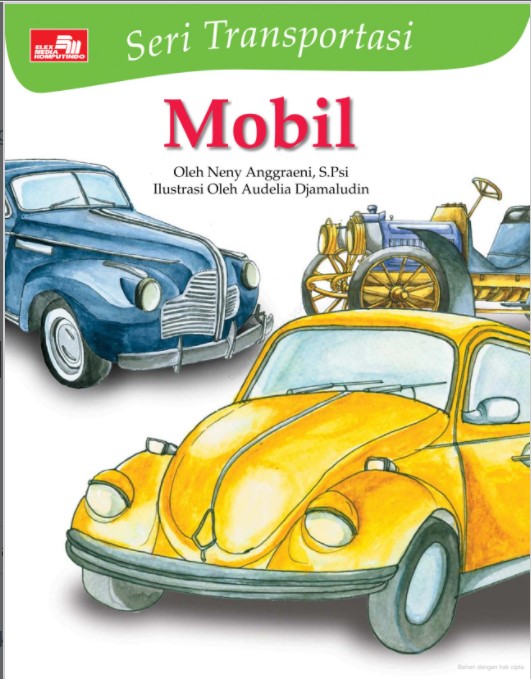 ELEX
MEDIA
KOMPUTINDO
Seri Transportasi
Mobil
Oleh Neny Anggraeni, S.Psi
Ilustrasi Oleh Audelia Djamaludin
Bahan dengan hak cipta